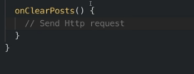 onClearPosts() {
// Send Http request
}
}